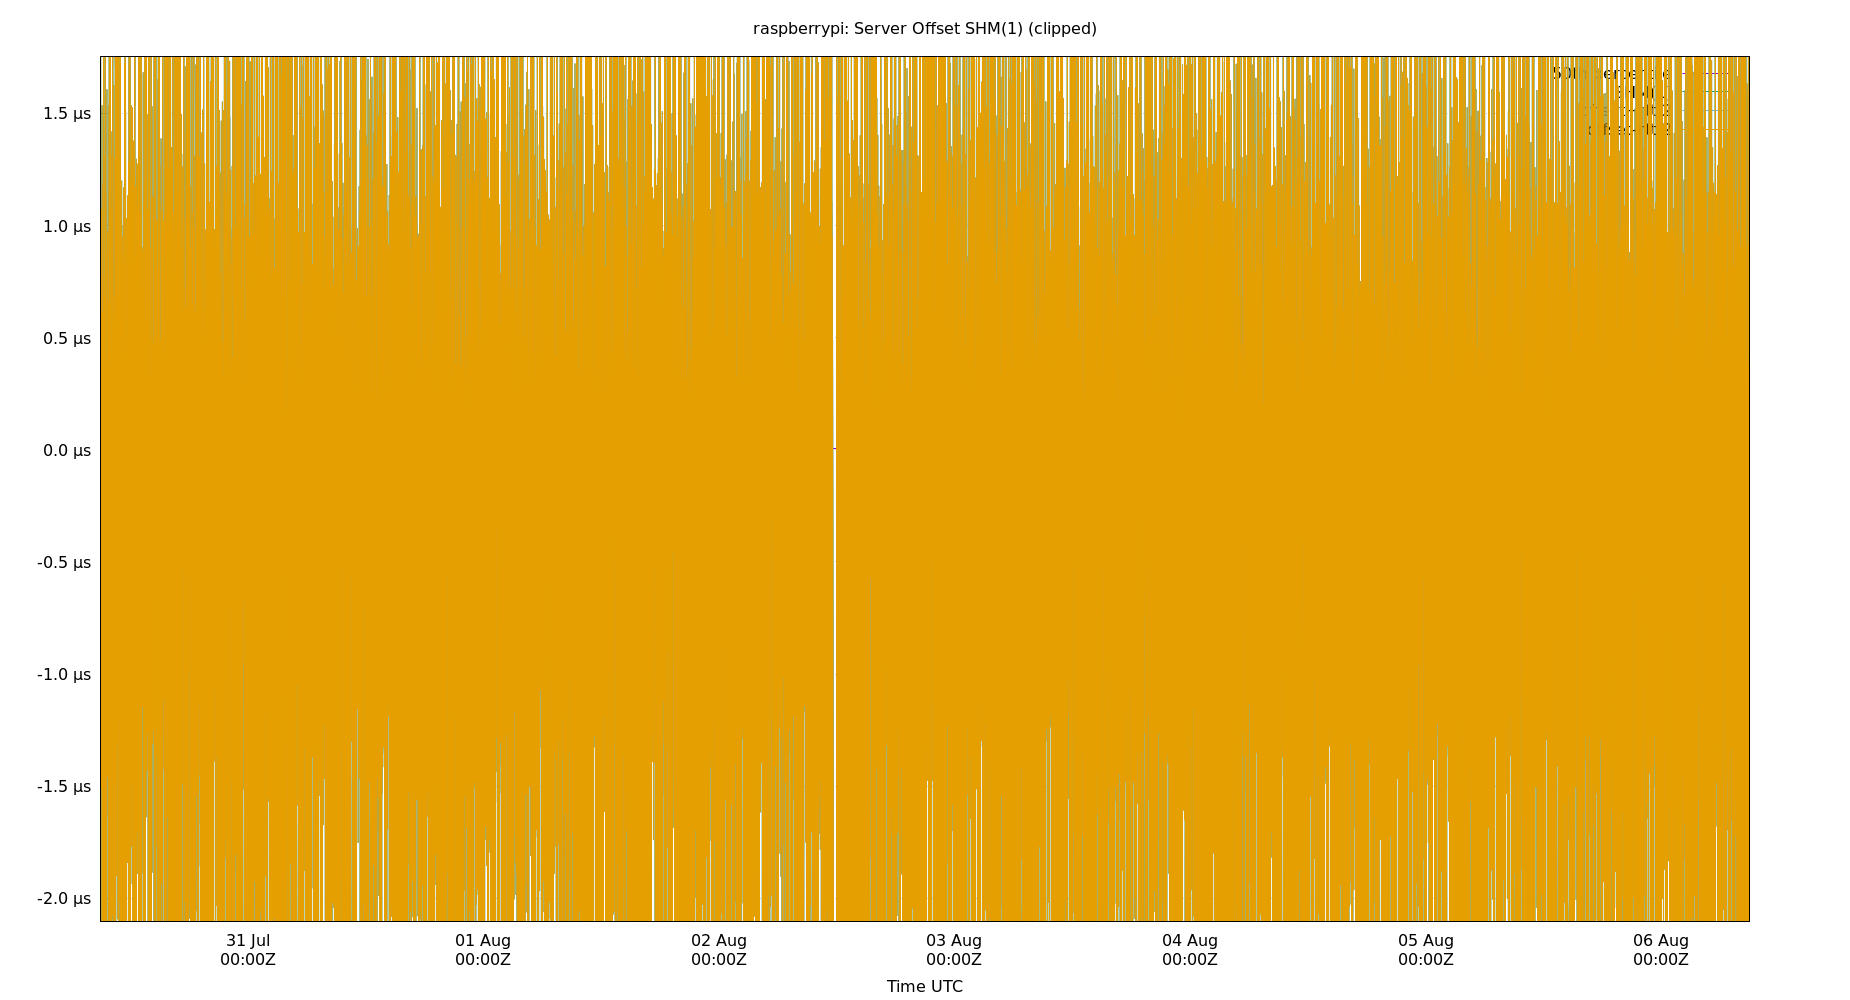 raspberrypi: Server Offset SHM(1) (clipped)
1.5 µs
1.0 µs
0.5 µs
0.0 µs
-0.5 µs
-1.0 µs
-1.5 µs
-2.0 µs
31 Jul 01 Aug 02 Aug 03 Aug 04 Aug 05 Aug 06 Aug
00:00Z 00:00Z 00:00Z 00:00Z 00:00Z 00:00Z 00:00Z
Time UTC